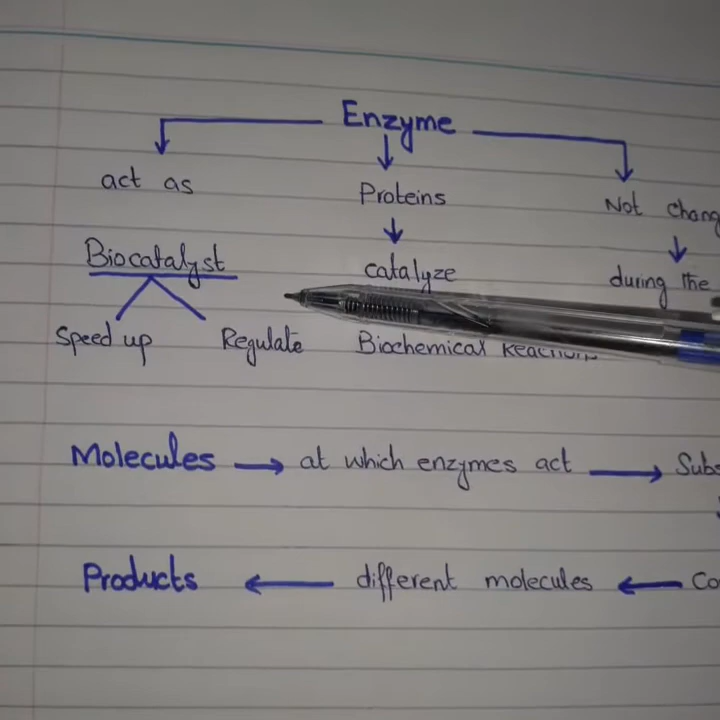 Enzyme
act as Proteins Not
Biocatalyst catalyze during the
Speed up Regulate Biochemical
Molecules → at which enzymes act →
Products ← different molecules ←